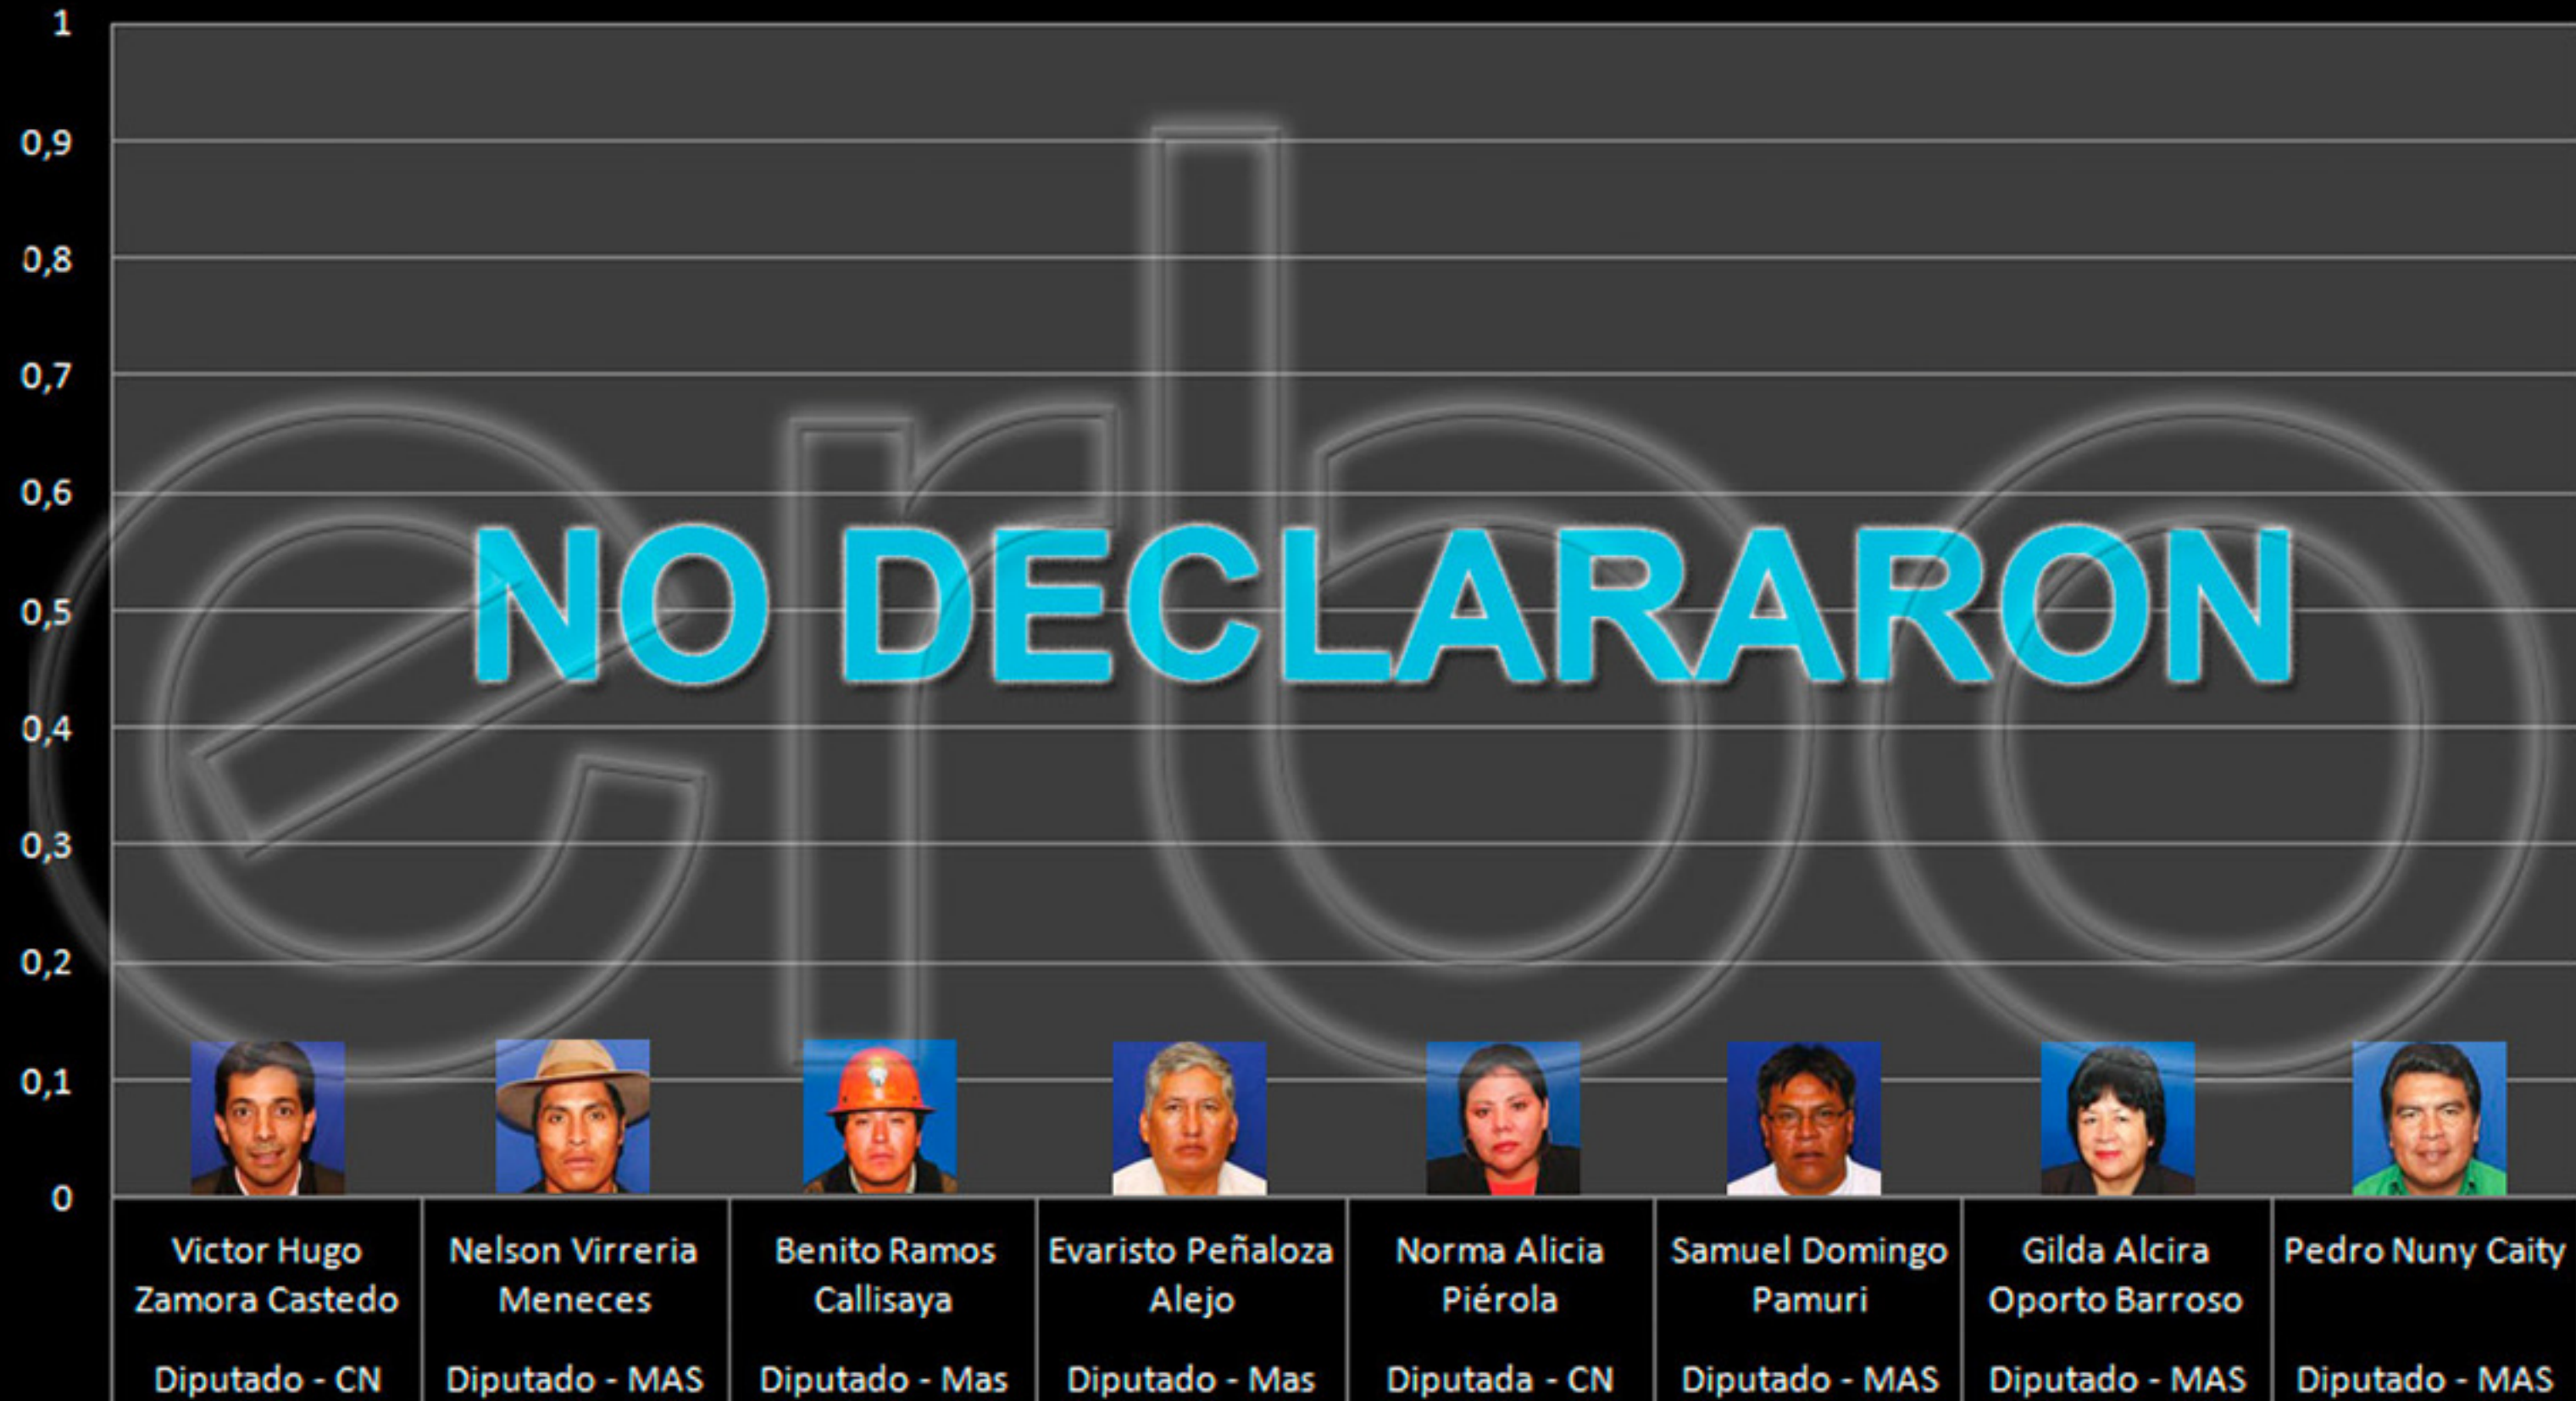 1
0,9
0,8
0,7
0,6
0,5
0,4
0,3
0,2
0,1
0
erbo
NO DECLARARON
Victor Hugo
Zamora Castedo
Diputado - CN
Nelson Virreria
Meneces
Diputado - MAS
Benito Ramos
Callisaya
Diputado - Mas
Evaristo Peñaloza
Alejo
Diputado - Mas
Norma Alicia
Piérola
Diputada - CN
Samuel Domingo
Pamuri
Diputado - MAS
Gilda Alcira
Oporto Barroso
Diputado - MAS
Pedro Nuny Caity
Diputado - MAS